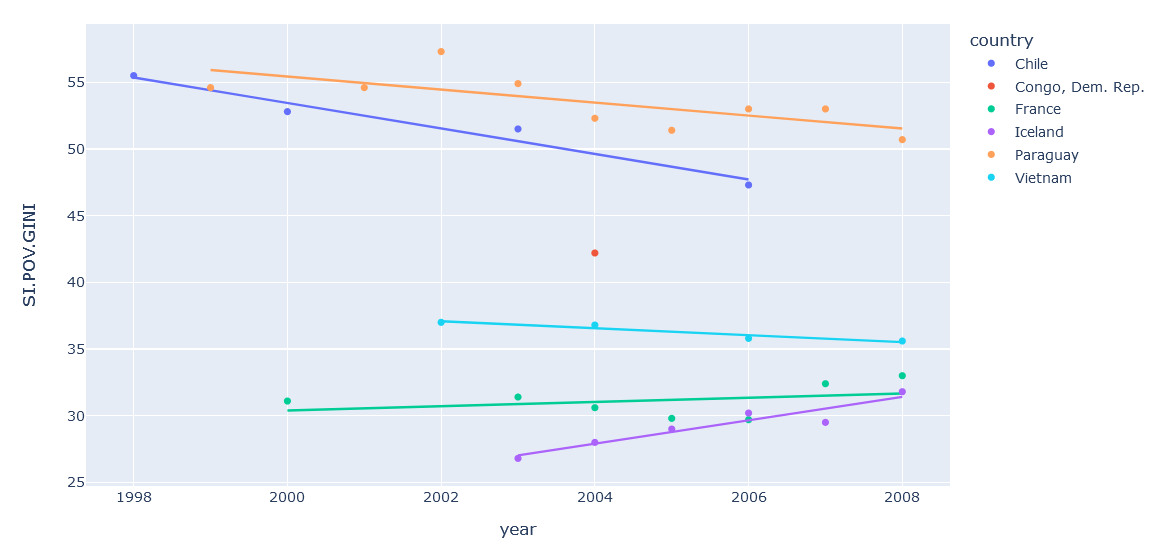 country
Chile
Congo, Dem. Rep.
France
Iceland
Paraguay
Vietnam
SI.POV.GINI
55
50
45
40
35
30
25
1998 2000 2002 2004 2006 2008
year